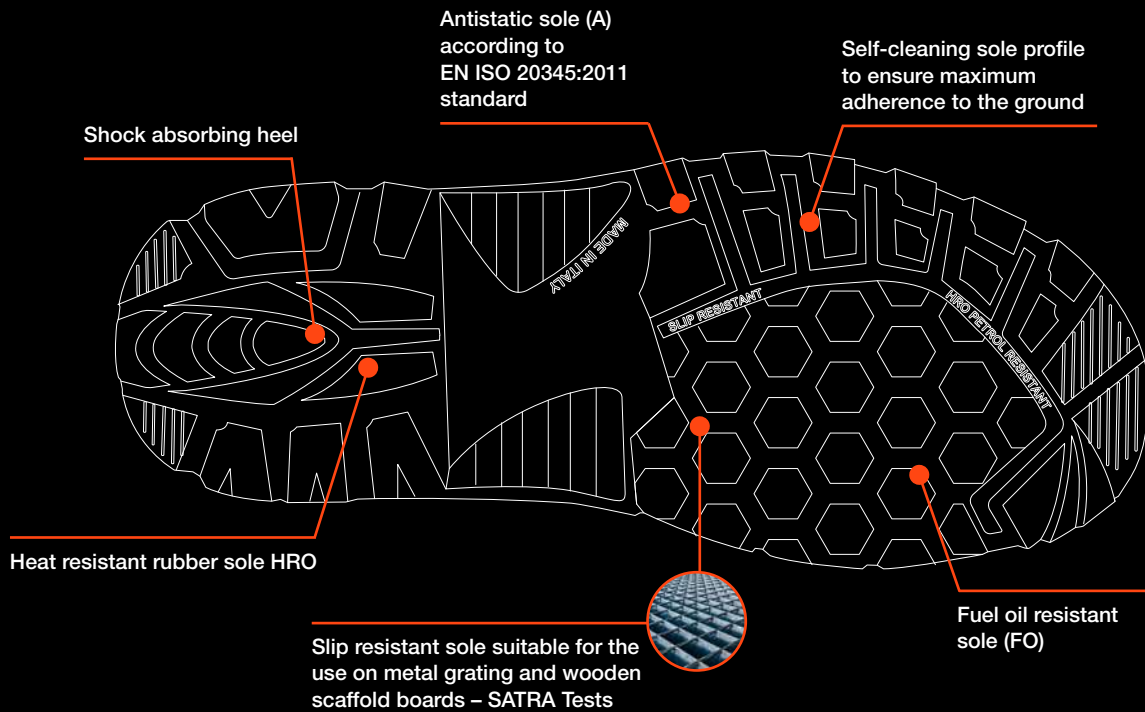 Antistatic sole (A)
according to
EN ISO 20345:2011
standard
Self-cleaning sole profile
to ensure maximum
adherence to the ground
Shock absorbing heel
MADE IN ITALY
SLIP RESISTANT
HRO PETROL RESISTANT
Heat resistant rubber sole HRO
Slip resistant sole suitable for the
use on metal grating and wooden
scaffold boards – SATRA Tests
Fuel oil resistant
sole (FO)